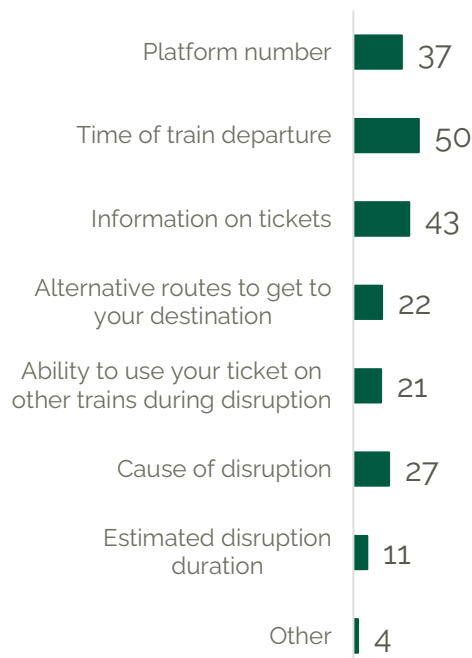 Platform number
37
Time of train departure
50
Information on tickets
43
Alternative routes to get to
your destination
22
Ability to use your ticket on
other trains during disruption
21
Cause of disruption
27
Estimated disruption
duration
11
Other
4